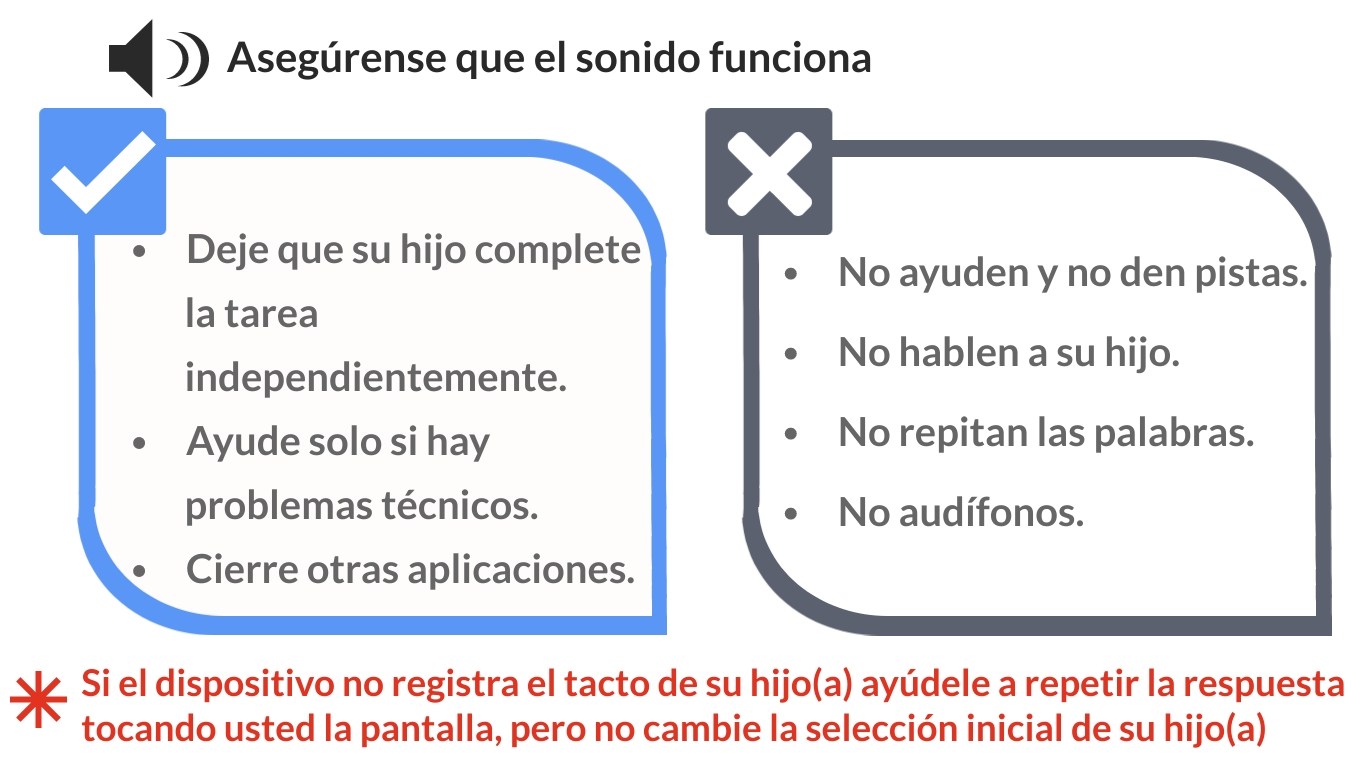 Asegúrense que el sonido funciona
• Deje que su hijo complete
la tarea
independientemente.
• Ayude solo si hay
problemas técnicos.
• Cierre otras aplicaciones.
• No ayuden y no den pistas.
• No hablen a su hijo.
• No repitan las palabras.
• No audífonos.
Si el dispositivo no registra el tacto de su hijo(a) ayúdele a repetir la respuesta
tocando usted la pantalla, pero no cambie la selección inicial de su hijo(a)